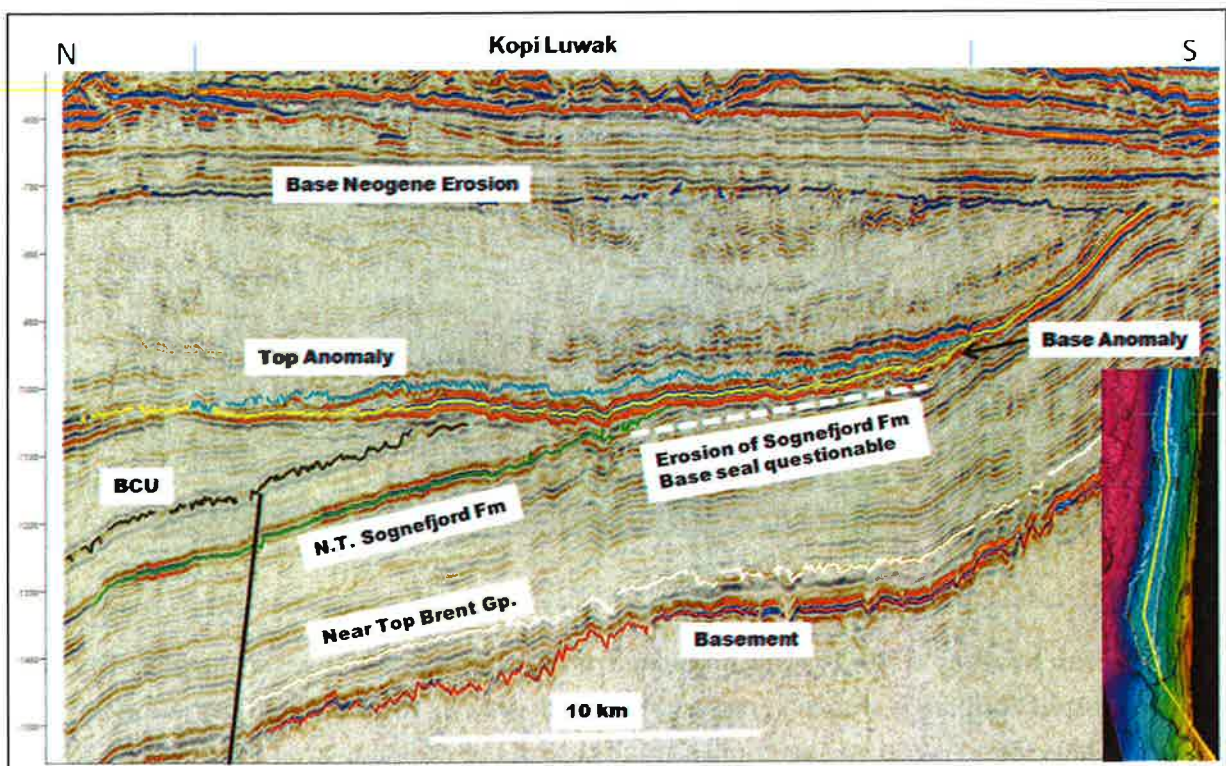 N
Kopi Luwak
S
Base Neogene Erosion
Top Anomaly
Base Anomaly
Erosion of Sognefjord Fm
Base seal questionable
BCU
N.T. Sognefjord Fm
Near Top Brent Gp.
Basement
10 km